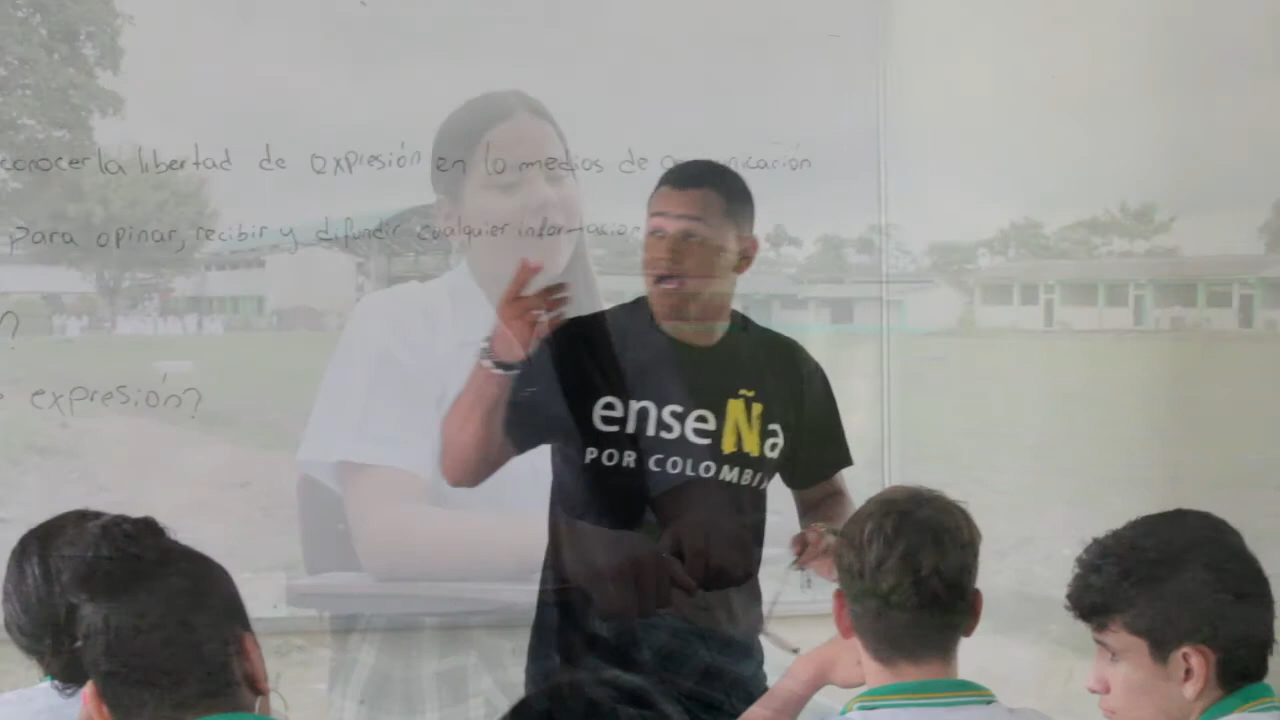 conocer la libertad de expresión en lo medios de comunicación
para opinar, recibir y difundir cualquier información
n?
expresión?
enseÑa
POR COLOMBIA